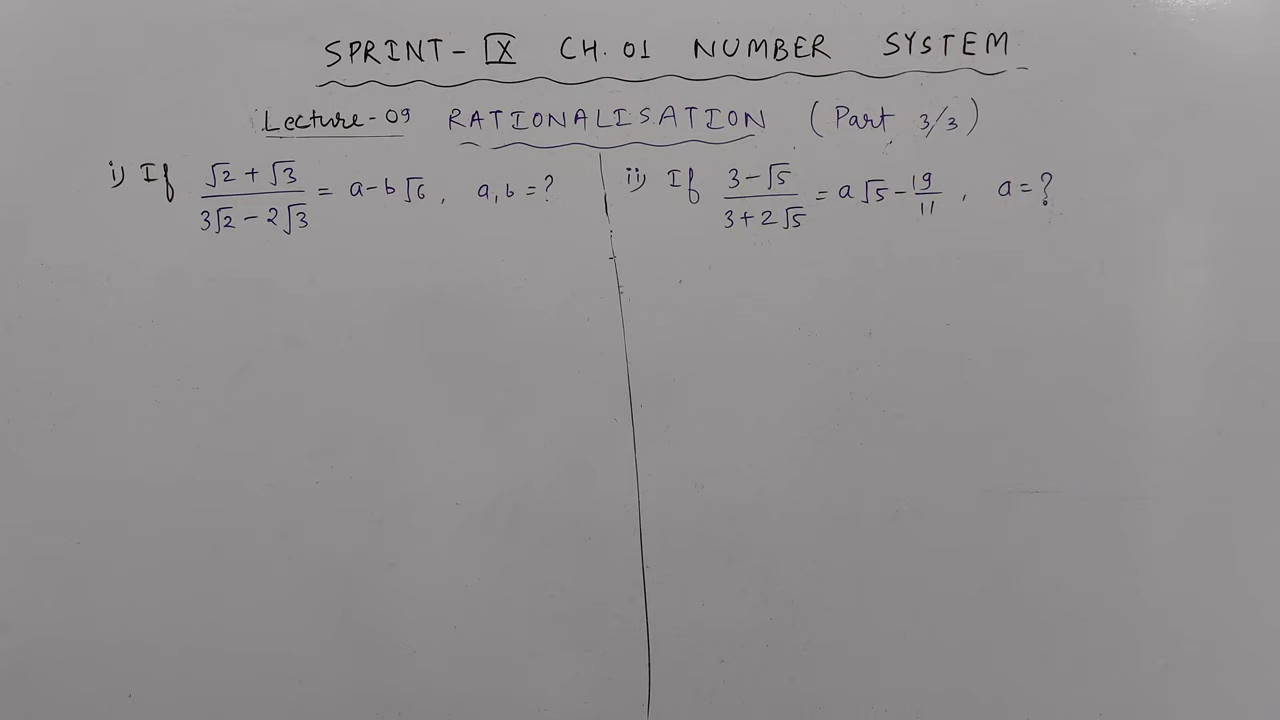 SPRINT-IX CH.01 NUMBER SYSTEM
Lecture-09 RATIONALISATION (Part 3/3)
i) If (√2+√3)/(3√2-2√3) = a-b√6, a,b=?
ii) If (3-√5)/(3+2√5) = a√5-19/11, a=?